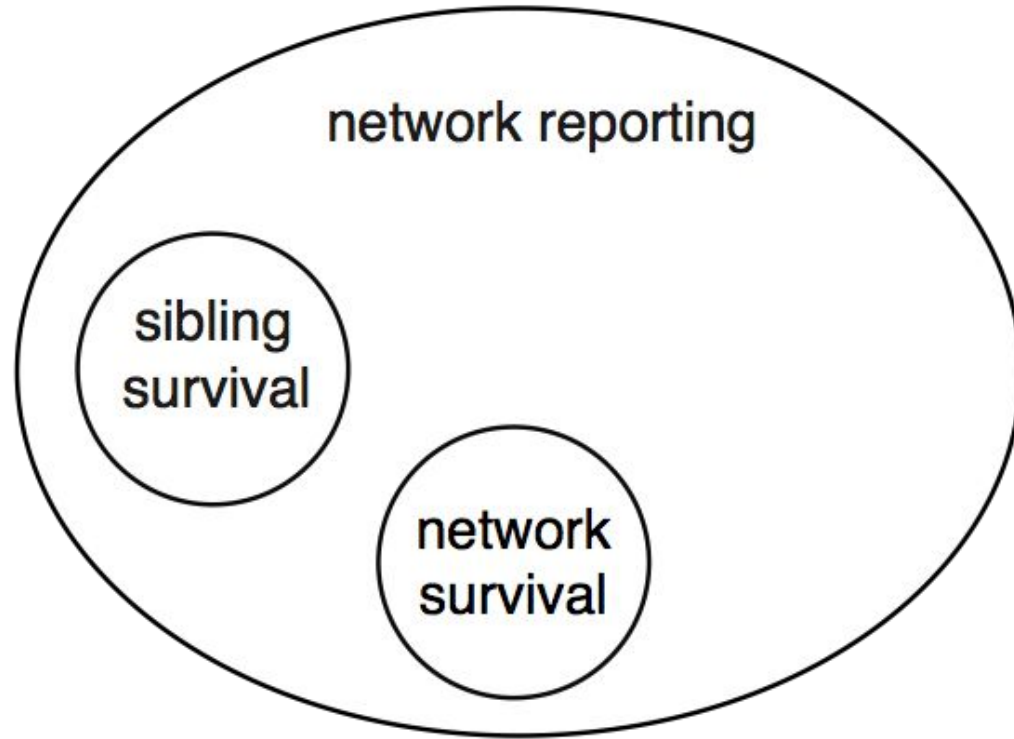 network reporting
sibling
survival
network
survival